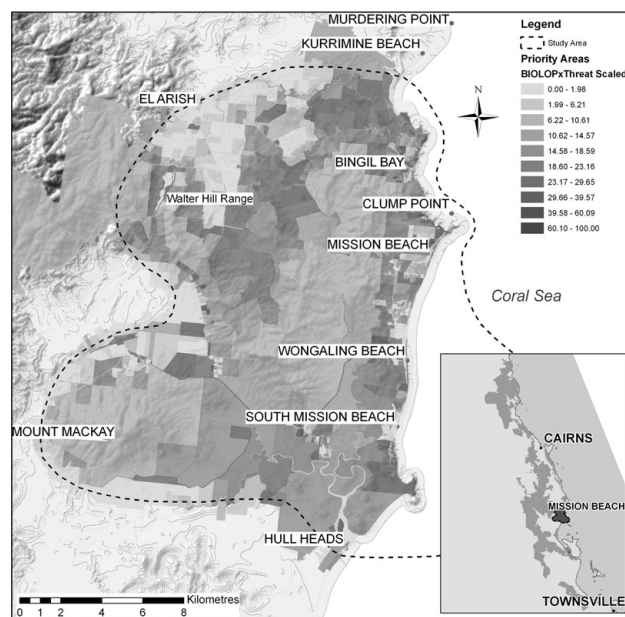 MURDERING POINT
KURRIMINE BEACH
EL ARISH
BINGIL BAY
Walter Hill Range
CLUMP POINT
MISSION BEACH
Coral Sea
WONGALING BEACH
SOUTH MISSION BEACH
MOUNT MACKAY
HULL HEADS
Kilometres
0 1 2 4 6 8
N
Legend
Study Area
Priority Areas
BIOLOPxThreat Scaled
0.00 - 1.98
1.99 - 6.21
6.22 - 10.61
10.62 - 14.57
14.58 - 18.59
18.60 - 23.16
23.17 - 29.65
29.66 - 39.57
39.58 - 60.09
60.10 - 100.00
CAIRNS
MISSION BEACH
TOWNSVILLE